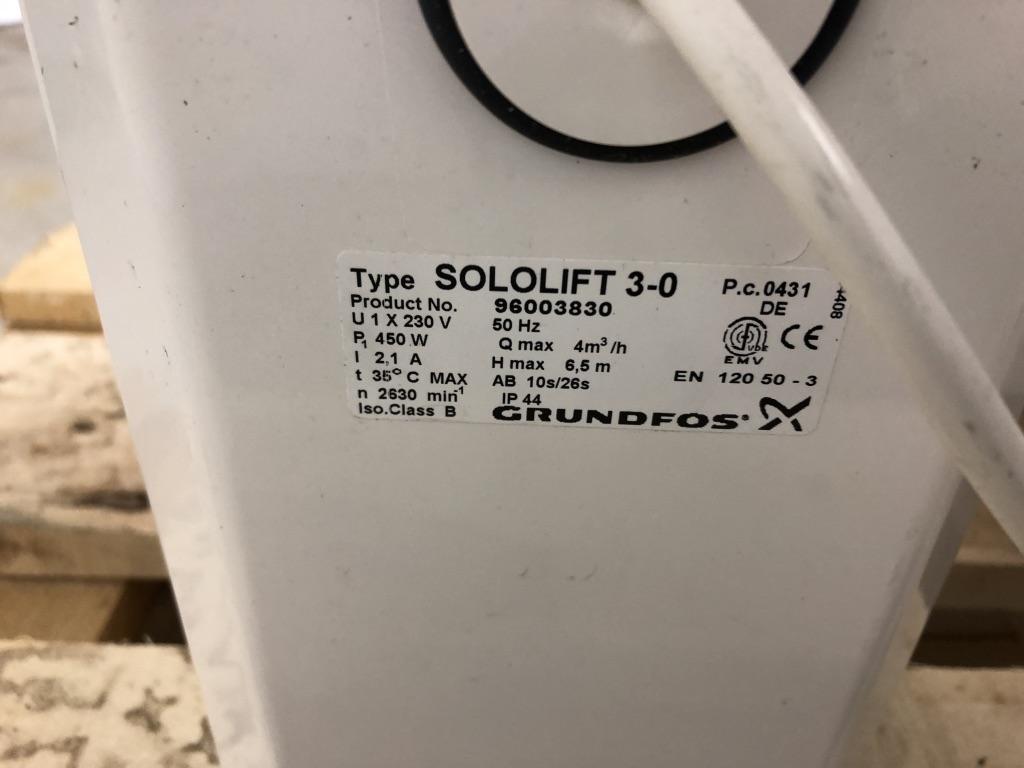 Type SOLOLIFT 3-0 P.c.0431
Product No. 96003830 DE
U 1 X 230 V 50 Hz
P1 450 W Q max 4m³/h
I 2,1 A H max 6,5 m
t 35°C MAX AB 10s/26s
n 2630 min-1 IP 44
Iso.Class B GRUNDFOS
VDE
EMV
CE
EN 120 50 - 3